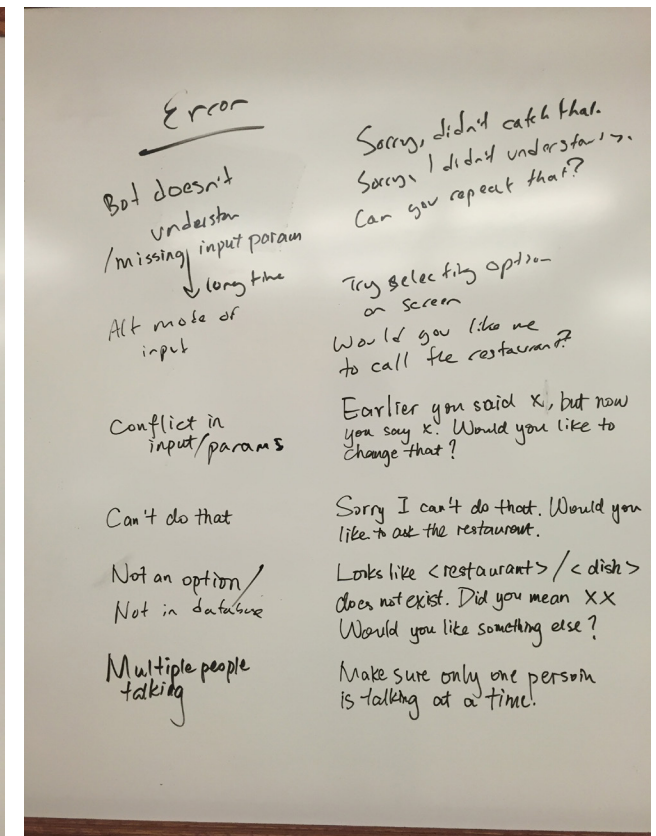 Error
Bot doesn't
understan
/missing input param
long time
Sorry, didn't catch that.
Sorry, I didn't understand.
Can you repeat that?
Alt mode of
input
Try selecting option
on screen
Would you like me
to call the restaurant?
Conflict in
input/params
Earlier you said x, but now
you say x. Would you like to
change that?
Can't do that
Sorry I can't do that. Would you
like to ask the restaurant.
Not an option/
Not in database
Looks like <restaurant>/<dish>
does not exist. Did you mean XX
Would you like something else?
Multiple people
talking
Make sure only one person
is talking at a time!